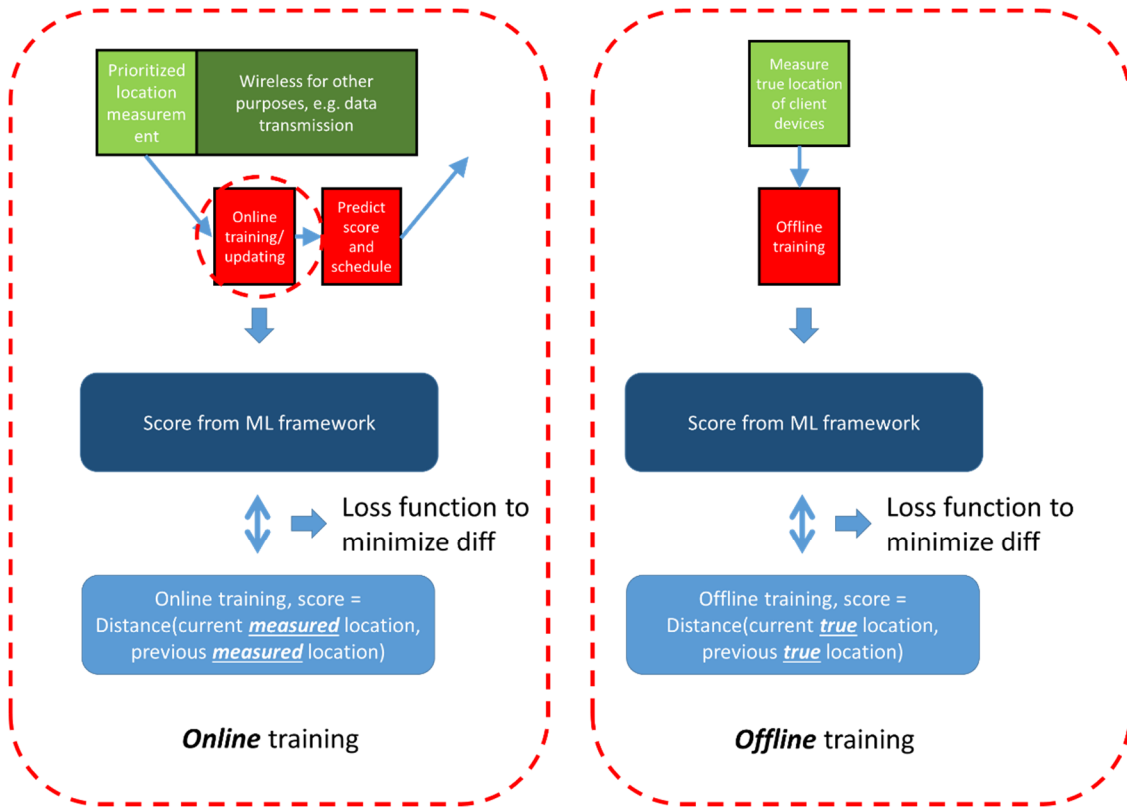 Prioritized
location
measurem
ent
Wireless for other
purposes, e.g. data
transmission
Online
training/
updating
Predict
score
and
schedule
Score from ML framework
Loss function to
minimize diff
Online training, score =
Distance(current measured location,
previous measured location)
Online training
Measure
true location
of client
devices
Offline
training
Score from ML framework
Loss function to
minimize diff
Offline training, score =
Distance(current true location,
previous true location)
Offline training